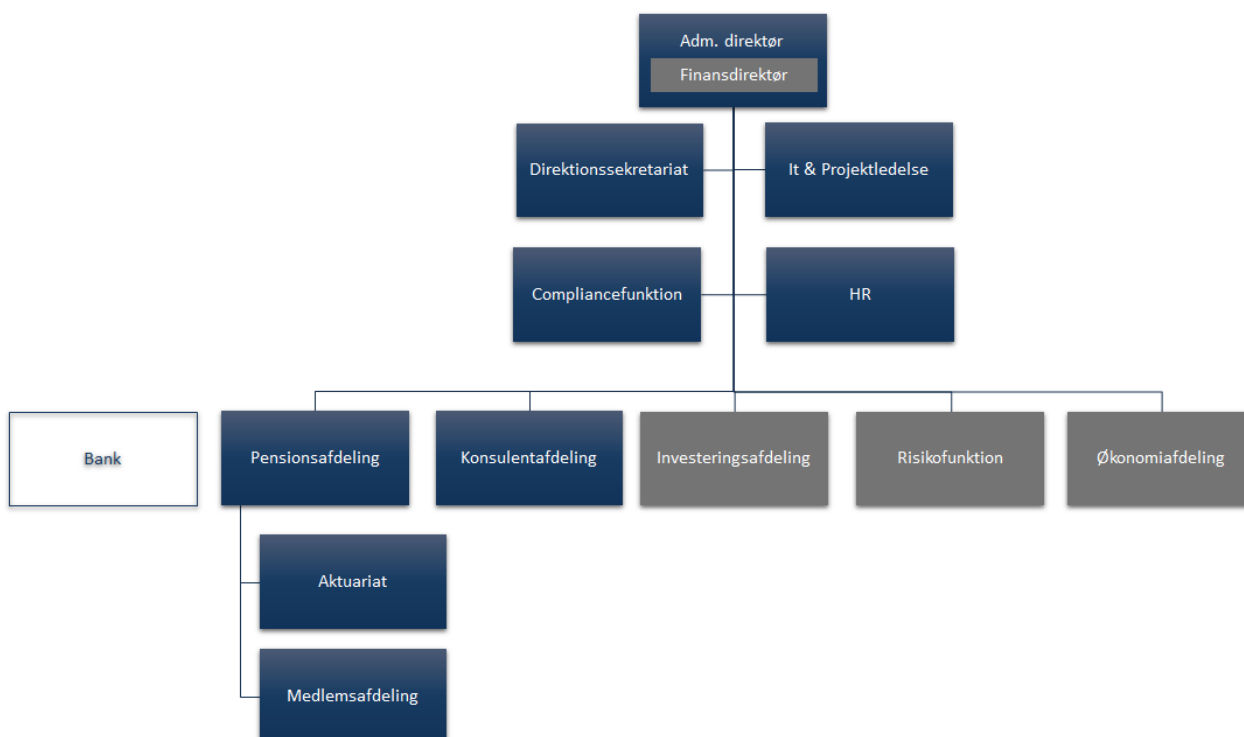 Adm. direktør
Finansdirektør
Direktionssekretariat
It & Projektledelse
Compliancefunktion
HR
Bank
Pensionsafdeling
Konsulentafdeling
Investeringsafdeling
Risikofunktion
Økonomiafdeling
Aktuariat
Medlemsafdeling